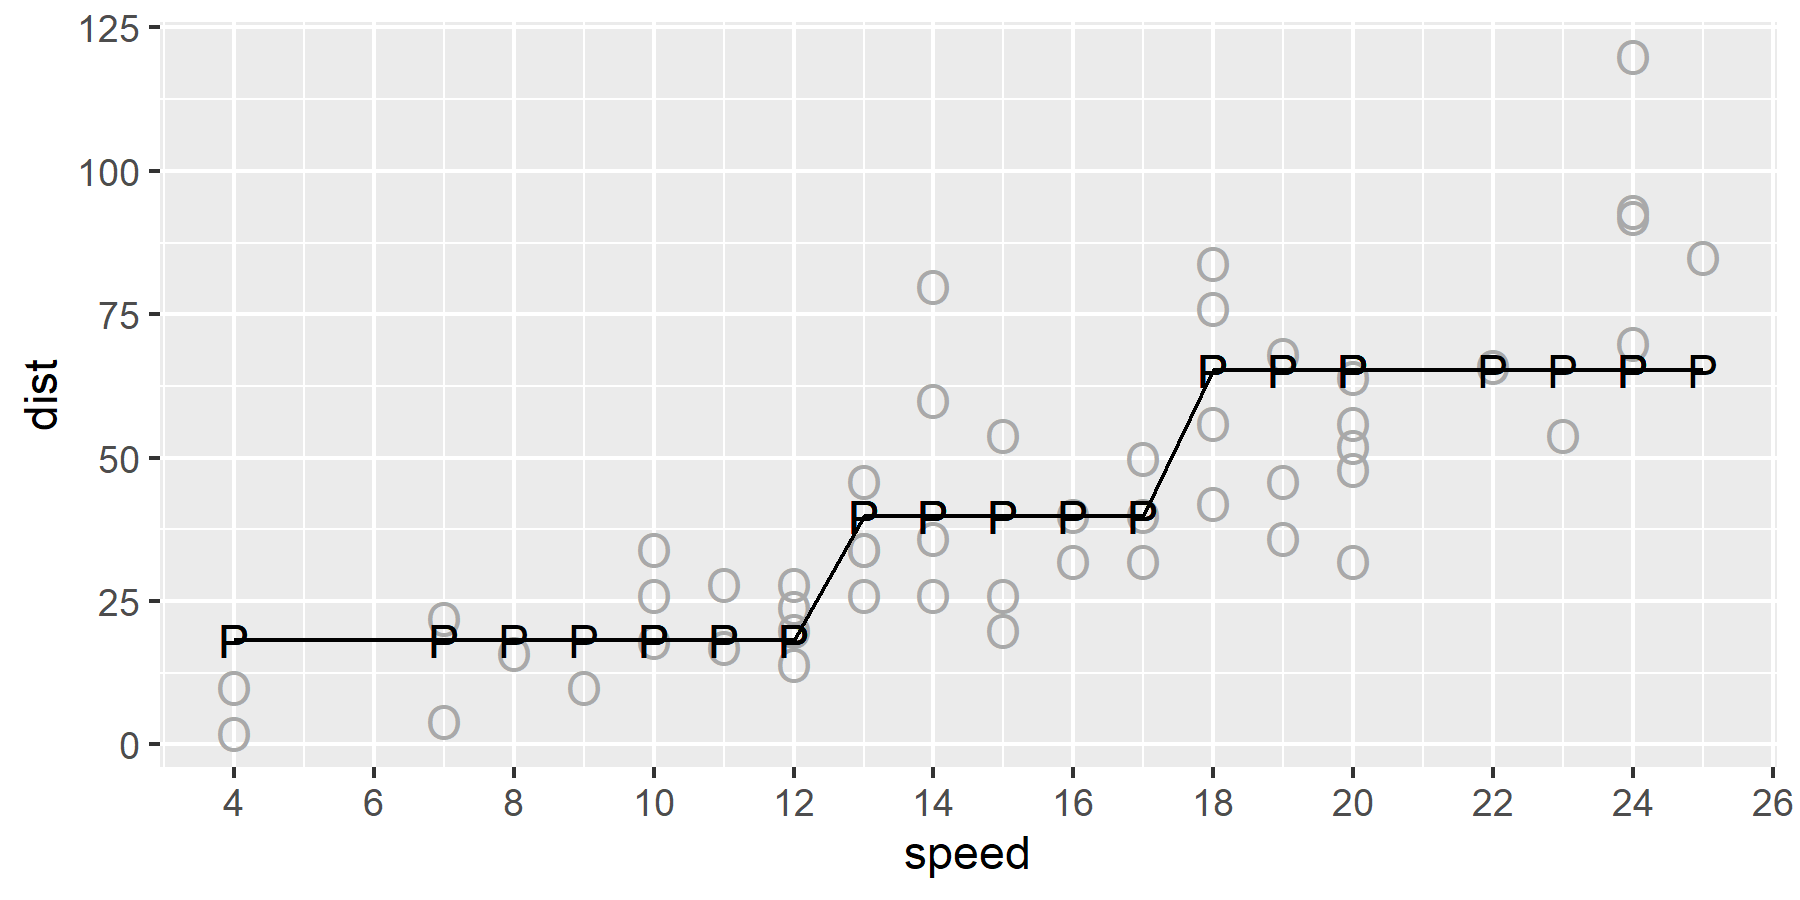 125
100
75
50
25
0
dist
O
O O
O O
O
O O
O O O
P P P P P P P
O O O O O
O O O O
O O O O
P P P P P
O O O O O O
O O O O O
O O O O
P P P P P P P
O O O
O O O
O O
4 6 8 10 12 14 16 18 20 22 24 26
speed